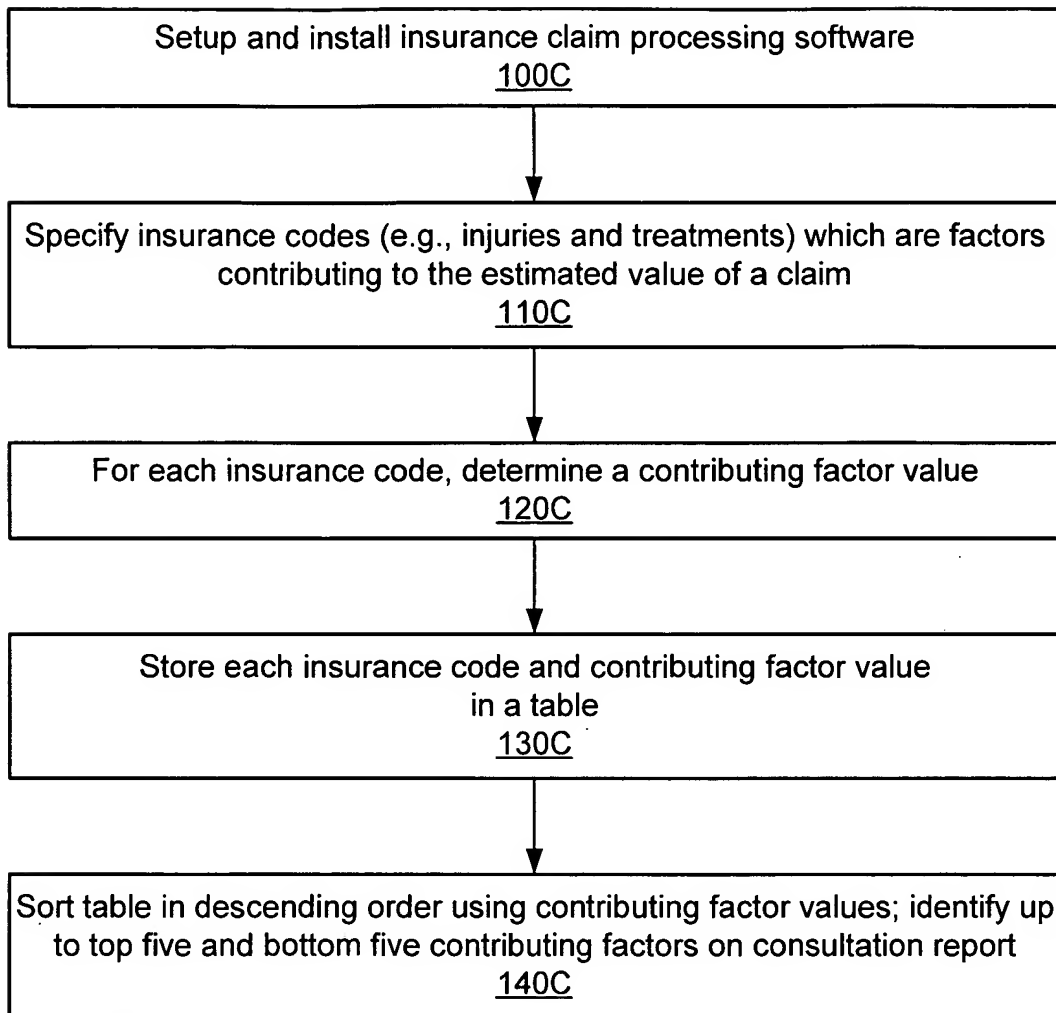 Setup and install insurance claim processing software
100C
Specify insurance codes (e.g., injuries and treatments) which are factors
contributing to the estimated value of a claim
110C
For each insurance code, determine a contributing factor value
120C
Store each insurance code and contributing factor value
in a table
130C
Sort table in descending order using contributing factor values; identify up
to top five and bottom five contributing factors on consultation report
140C